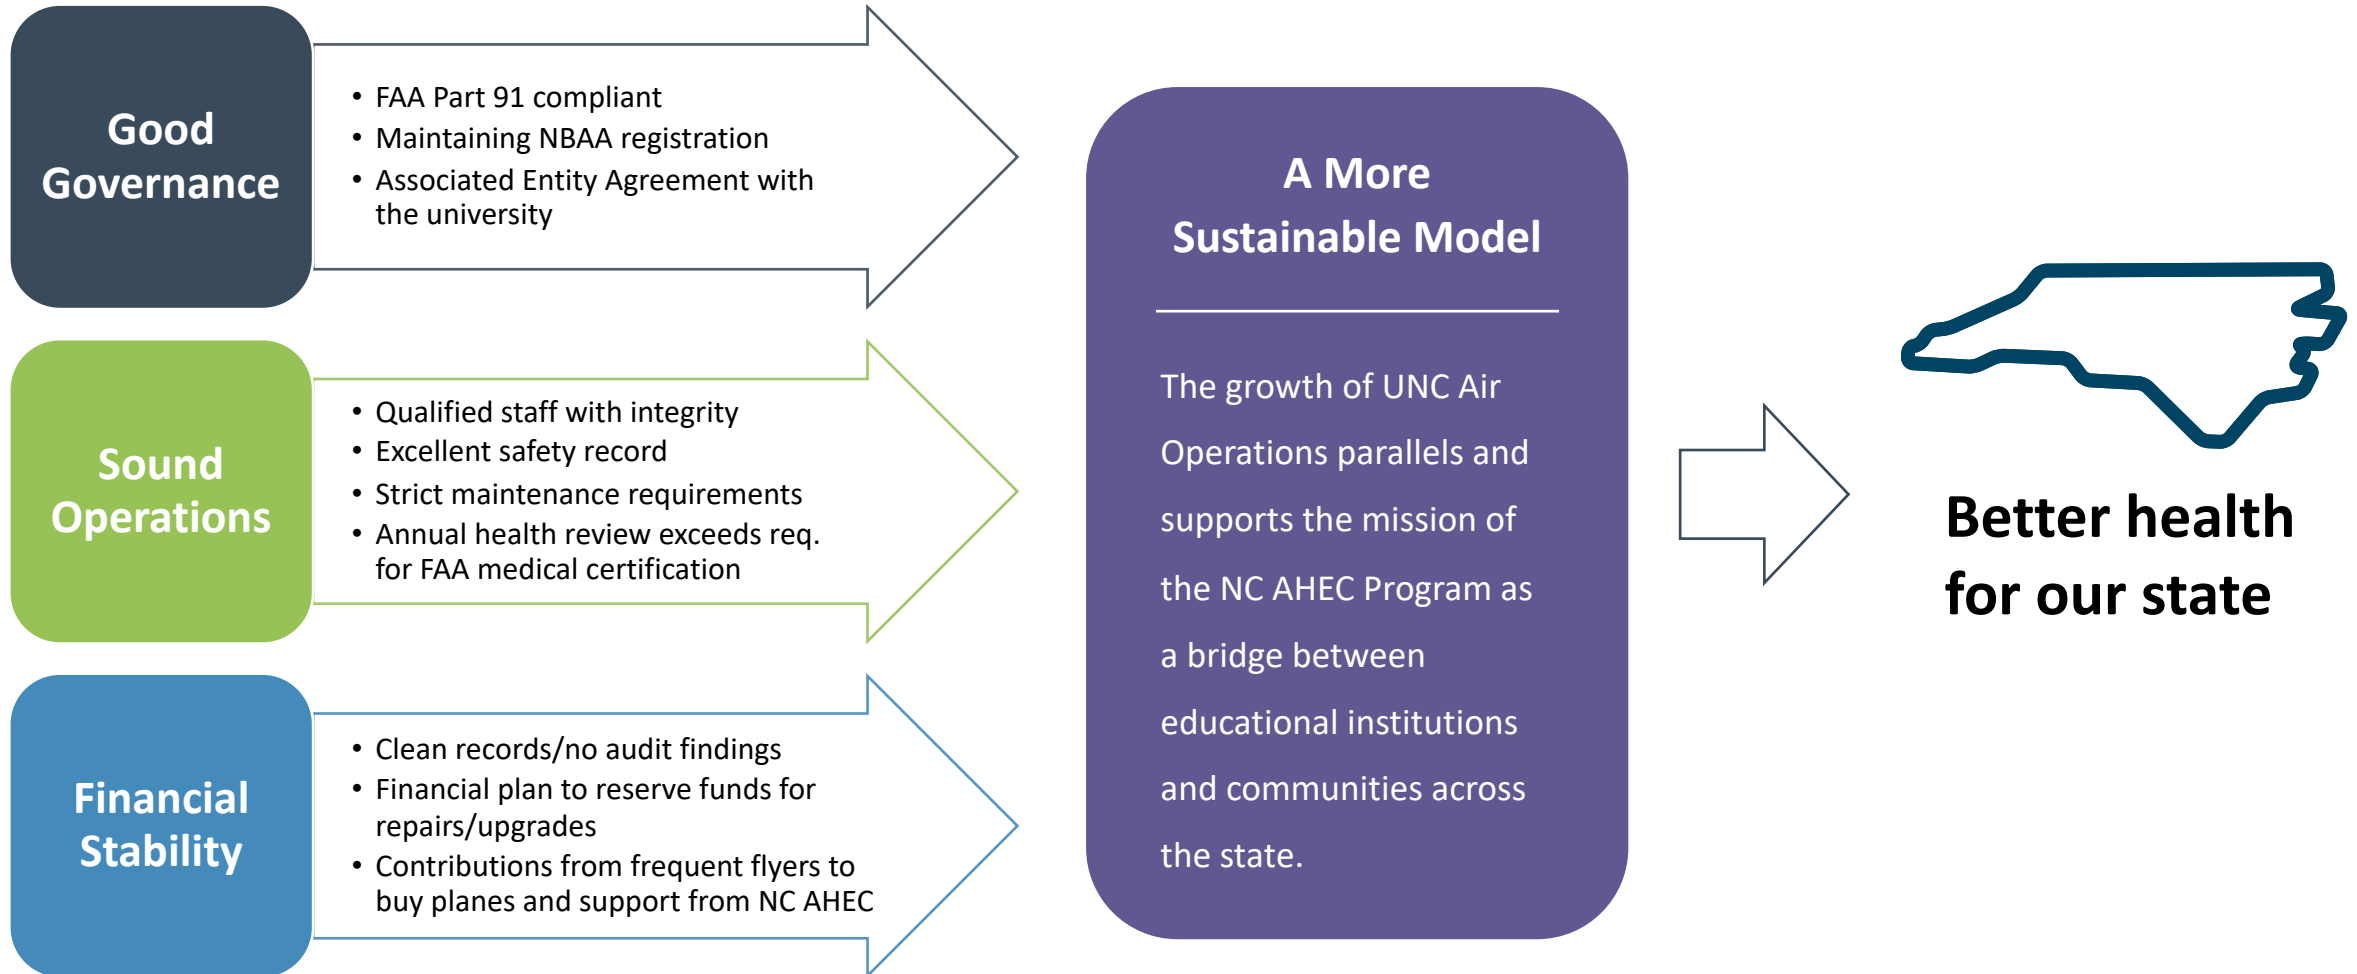 Good
Governance
• FAA Part 91 compliant
• Maintaining NBAA registration
• Associated Entity Agreement with
the university
Sound
Operations
• Qualified staff with integrity
• Excellent safety record
• Strict maintenance requirements
• Annual health review exceeds req.
for FAA medical certification
Financial
Stability
• Clean records/no audit findings
• Financial plan to reserve funds for
repairs/upgrades
• Contributions from frequent flyers to
buy planes and support from NC AHEC
A More
Sustainable Model
The growth of UNC Air
Operations parallels and
supports the mission of
the NC AHEC Program as
a bridge between
educational institutions
and communities across
the state.
Better health
for our state